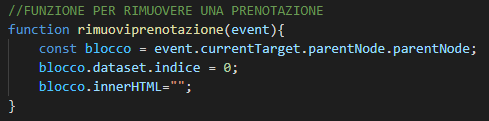 //FUNZIONE PER RIMUOVERE UNA PRENOTAZIONE
function rimuoviprenotazione(event){
    const blocco = event.currentTarget.parentNode.parentNode;
    blocco.dataset.indice = 0;
    blocco.innerHTML="";
}